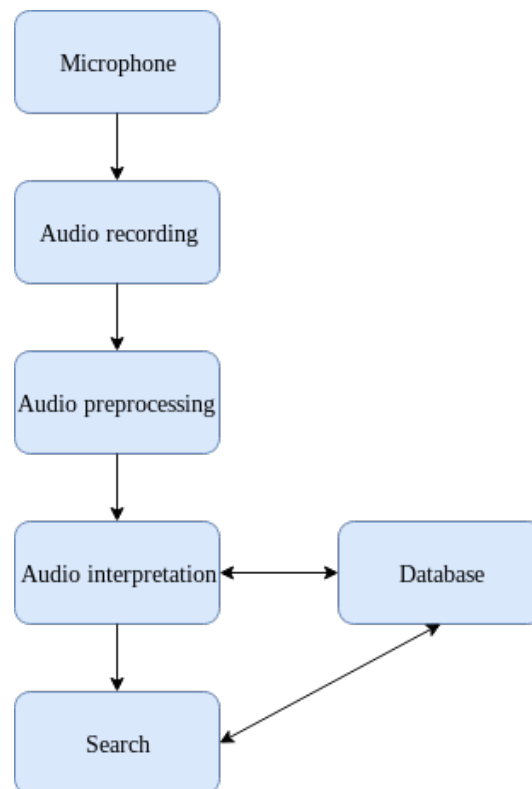 Microphone
Audio recording
Audio preprocessing
Audio interpretation
Database
Search